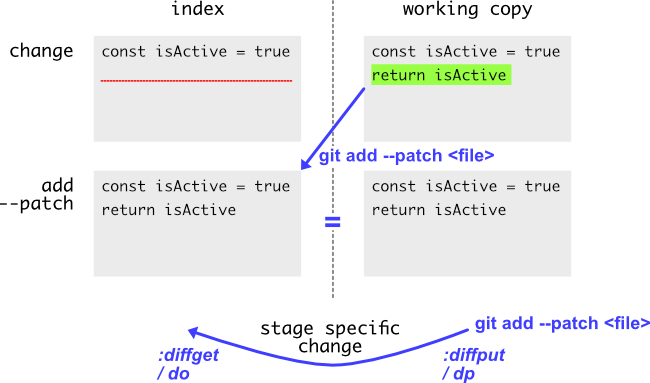 index
working copy
change
const isActive = true
const isActive = true
return isActive
git add --patch <file>
add
--patch
const isActive = true
return isActive
=
const isActive = true
return isActive
stage specific
change
git add --patch <file>
:diffget
/ do
:diffput
/ dp